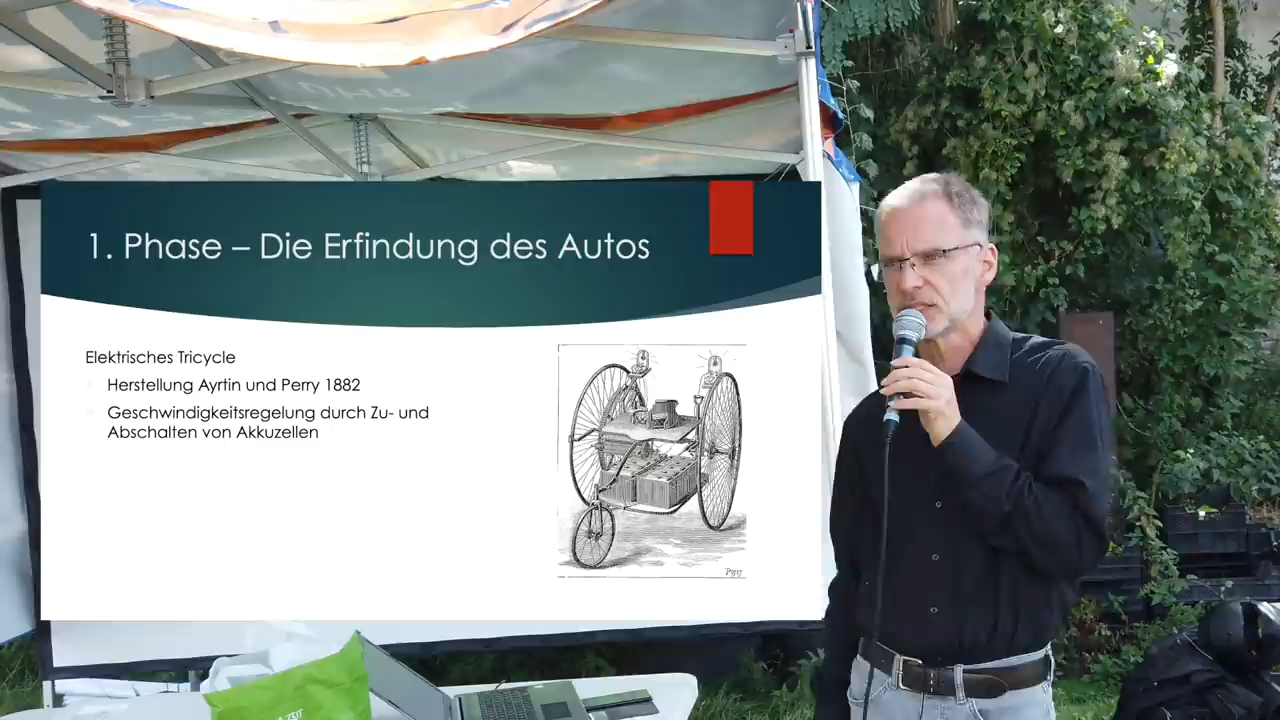 1. Phase – Die Erfindung des Autos
Elektrisches Tricycle
Herstellung Ayrtin und Perry 1882
Geschwindigkeitsregelung durch Zu- und
Abschalten von Akkuzellen
ZEIT